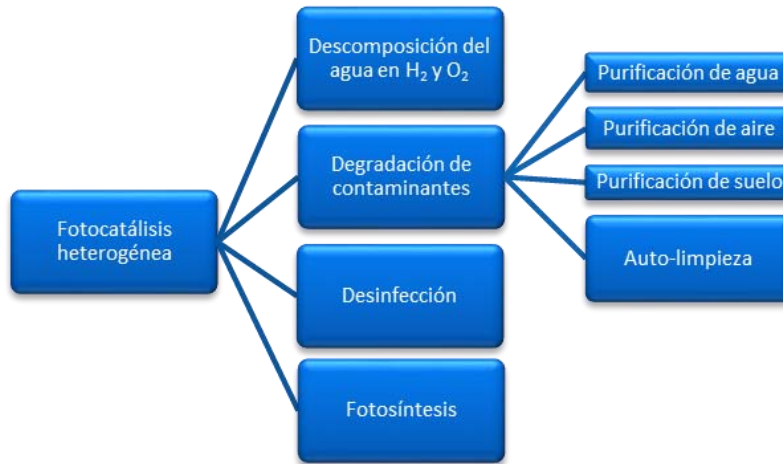 Fotocatálisis
heterogénea
Descomposición del
agua en H₂ y O₂
Degradación de
contaminantes
Desinfección
Fotosíntesis
Purificación de agua
Purificación de aire
Purificación de suelo
Auto-limpieza